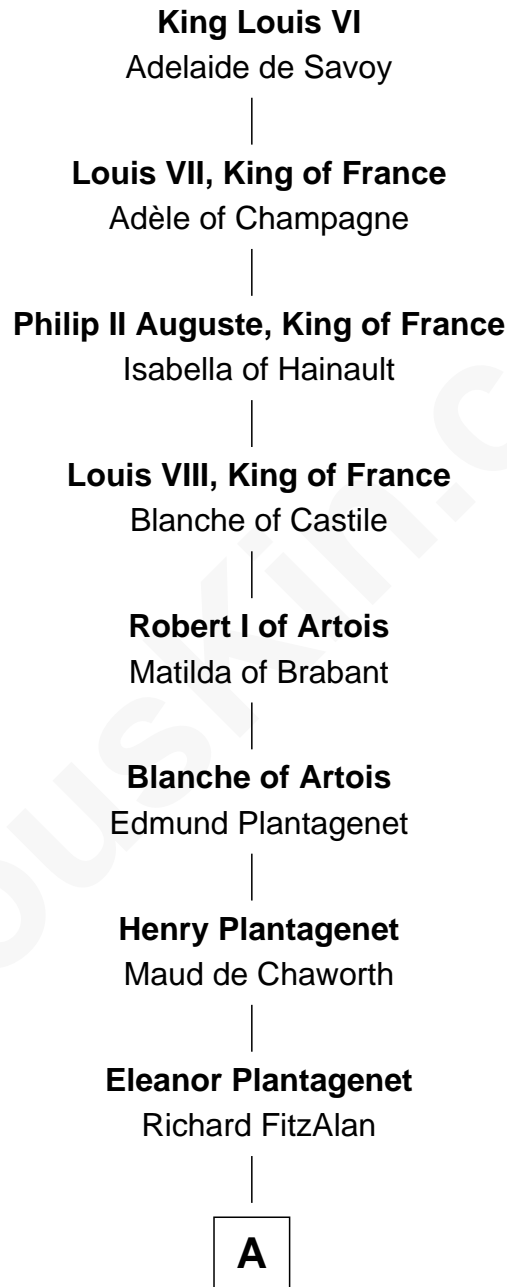 King Louis VI
Adelaide de Savoy
Louis VII, King of France
Adèle of Champagne
Philip II Auguste, King of France
Isabella of Hainault
Louis VIII, King of France
Blanche of Castile
Robert I of Artois
Matilda of Brabant
Blanche of Artois
Edmund Plantagenet
Henry Plantagenet
Maud de Chaworth
Eleanor Plantagenet
Richard FitzAlan
A